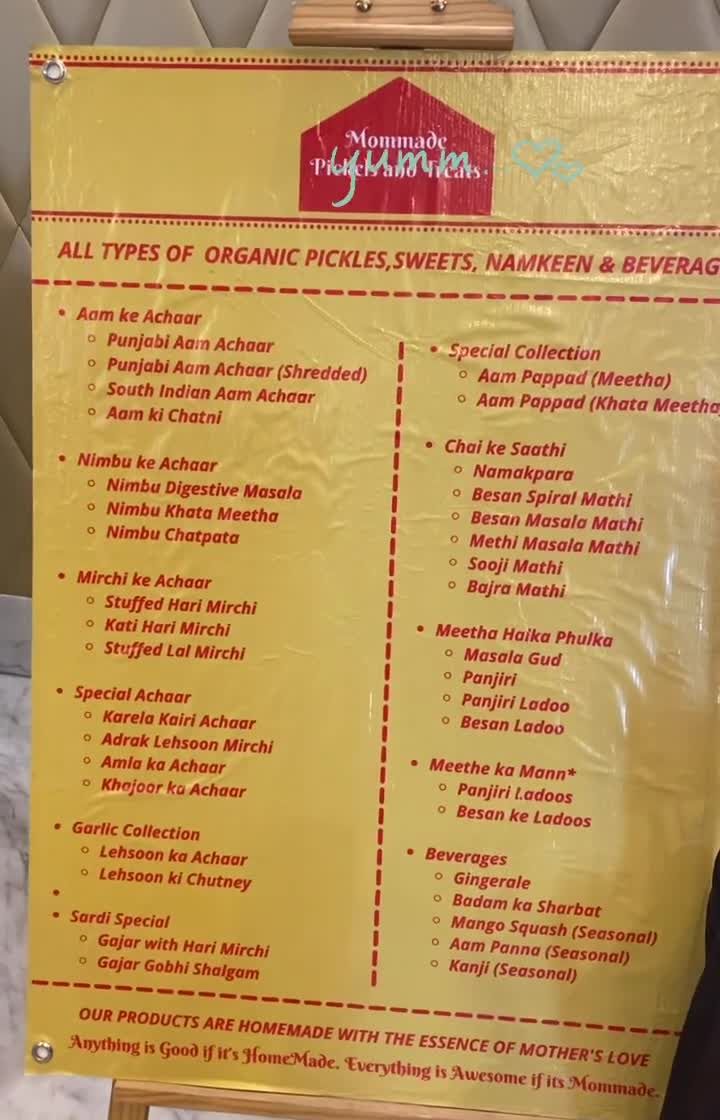 Mommade
Pickels and Treats
yumm...
ALL TYPES OF ORGANIC PICKLES,SWEETS, NAMKEEN & BEVERAG
• Aam ke Achaar
○ Punjabi Aam Achaar
○ Punjabi Aam Achaar (Shredded)
○ South Indian Aam Achaar
○ Aam ki Chatni
• Nimbu ke Achaar
○ Nimbu Digestive Masala
○ Nimbu Khata Meetha
○ Nimbu Chatpata
• Mirchi ke Achaar
○ Stuffed Hari Mirchi
○ Kati Hari Mirchi
○ Stuffed Lal Mirchi
• Special Achaar
○ Karela Kairi Achaar
○ Adrak Lehsoon Mirchi
○ Amla ka Achaar
○ Khajoor ka Achaar
• Garlic Collection
○ Lehsoon ka Achaar
○ Lehsoon ki Chutney
•
• Sardi Special
○ Gajar with Hari Mirchi
○ Gajar Gobhi Shalgam
• Special Collection
○ Aam Pappad (Meetha)
○ Aam Pappad (Khata Meetha)
• Chai ke Saathi
○ Namakpara
○ Besan Spiral Mathi
○ Besan Masala Mathi
○ Methi Masala Mathi
○ Sooji Mathi
○ Bajra Mathi
• Meetha Halka Phulka
○ Masala Gud
○ Panjiri
○ Panjiri Ladoo
○ Besan Ladoo
• Meethe ka Mann*
○ Panjiri Ladoos
○ Besan ke Ladoos
• Beverages
○ Gingerale
○ Badam ka Sharbat
○ Mango Squash (Seasonal)
○ Aam Panna (Seasonal)
○ Kanji (Seasonal)
OUR PRODUCTS ARE HOMEMADE WITH THE ESSENCE OF MOTHER'S LOVE
Anything is Good if it's HomeMade. Everything is Awesome if its Mommade.